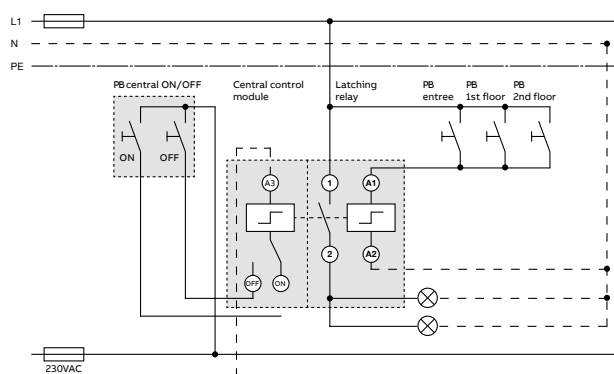 L1
N
PE
PB central ON/OFF
Central control
module
Latching
relay
PB
entree
PB
1st floor
PB
2nd floor
ON
OFF
A3
1
A1
2
A2
OFF
ON
230VAC